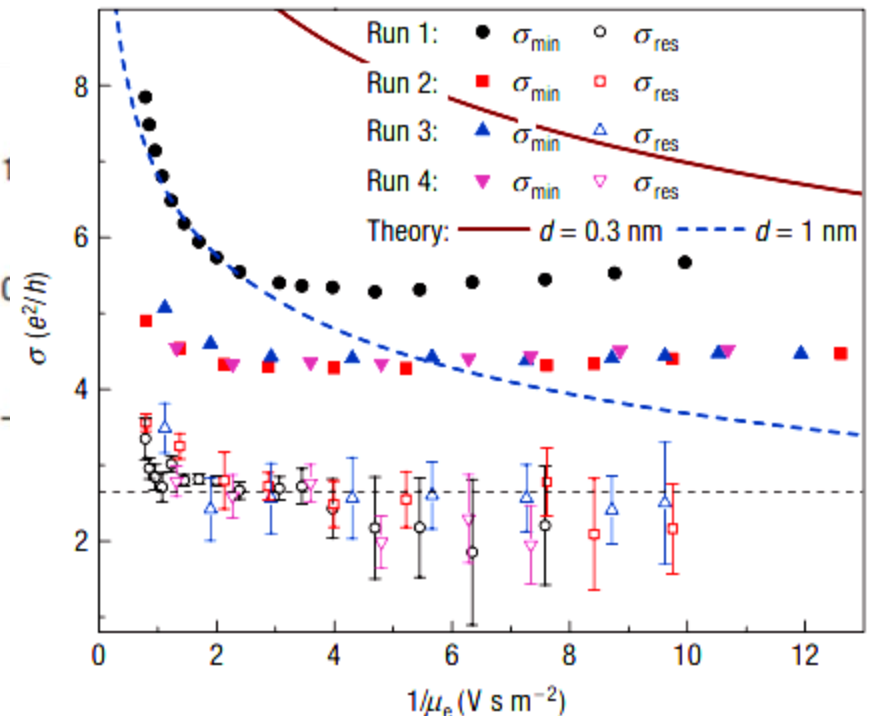 Run 1: σmin σres
Run 2: σmin σres
Run 3: σmin σres
Run 4: σmin σres
Theory: d = 0.3 nm d = 1 nm
8
6
4
2
σ (e²/h)
0 2 4 6 8 10 12
1/μe (V s m⁻²)